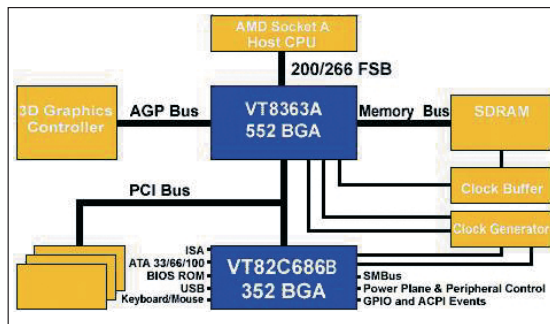 AMD Socket A
Host CPU
200/266 FSB
3D Graphics
Controller
AGP Bus
VT8363A
552 BGA
Memory Bus
SDRAM
Clock Buffer
Clock Generator
PCI Bus
ISA
ATA 33/66/100
BIOS ROM
USB
Keyboard/Mouse
VT82C686B
352 BGA
SMBus
Power Plane & Peripheral Control
GPIO and ACPI Events